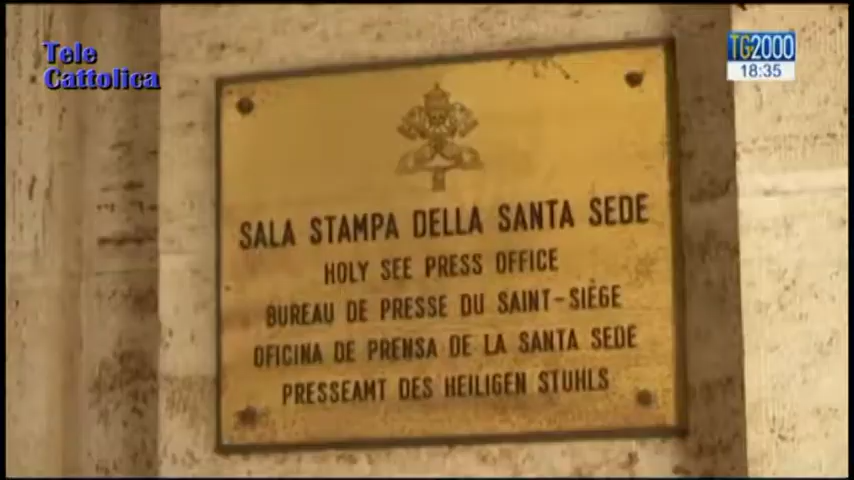 Tele
Cattolica
TG2000
18:35
SALA STAMPA DELLA SANTA SEDE
HOLY SEE PRESS OFFICE
BUREAU DE PRESSE DU SAINT-SIÈGE
OFICINA DE PRENSA DE LA SANTA SEDE
PRESSEAMT DES HEILIGEN STUHLS